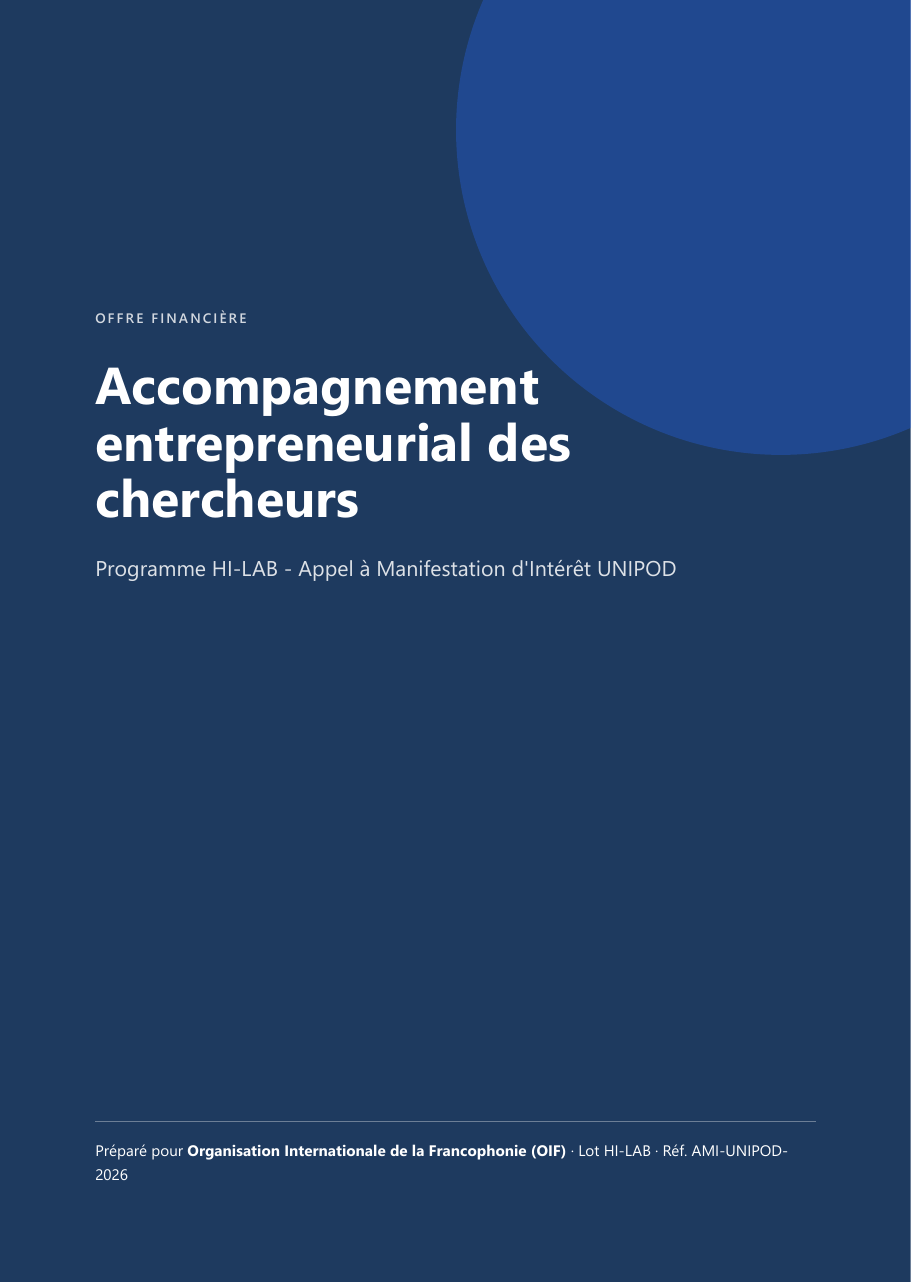 OFFRE FINANCIÈRE
Accompagnement
entrepreneurial des
chercheurs
Programme HI-LAB - Appel à Manifestation d'Intérêt UNIPOD
Préparé pour Organisation Internationale de la Francophonie (OIF) · Lot HI-LAB · Réf. AMI-UNIPOD-
2026